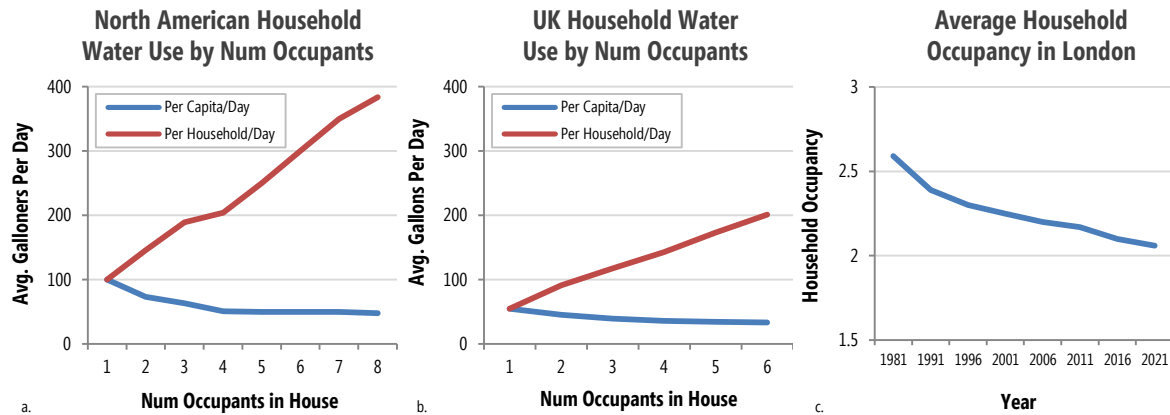 North American Household
Water Use by Num Occupants
Avg. Galloners Per Day
400
300
200
100
0
Per Capita/Day
Per Household/Day
1 2 3 4 5 6 7 8
Num Occupants in House
a.
UK Household Water
Use by Num Occupants
Avg. Gallons Per Day
400
300
200
100
0
Per Capita/Day
Per Household/Day
1 2 3 4 5 6
Num Occupants in House
b.
Average Household
Occupancy in London
Household Occupancy
3
2.5
2
1.5
1981 1991 1996 2001 2006 2011 2016 2021
Year
c.